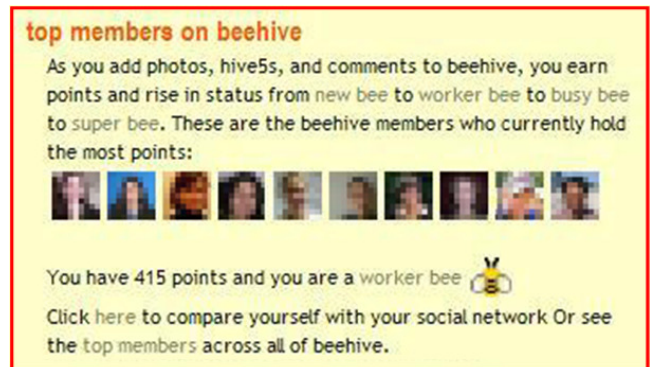 top members on beehive
As you add photos, hive5s, and comments to beehive, you earn
points and rise in status from new bee to worker bee to busy bee
to super bee. These are the beehive members who currently hold
the most points:
You have 415 points and you are a worker bee
Click here to compare yourself with your social network Or see
the top members across all of beehive.